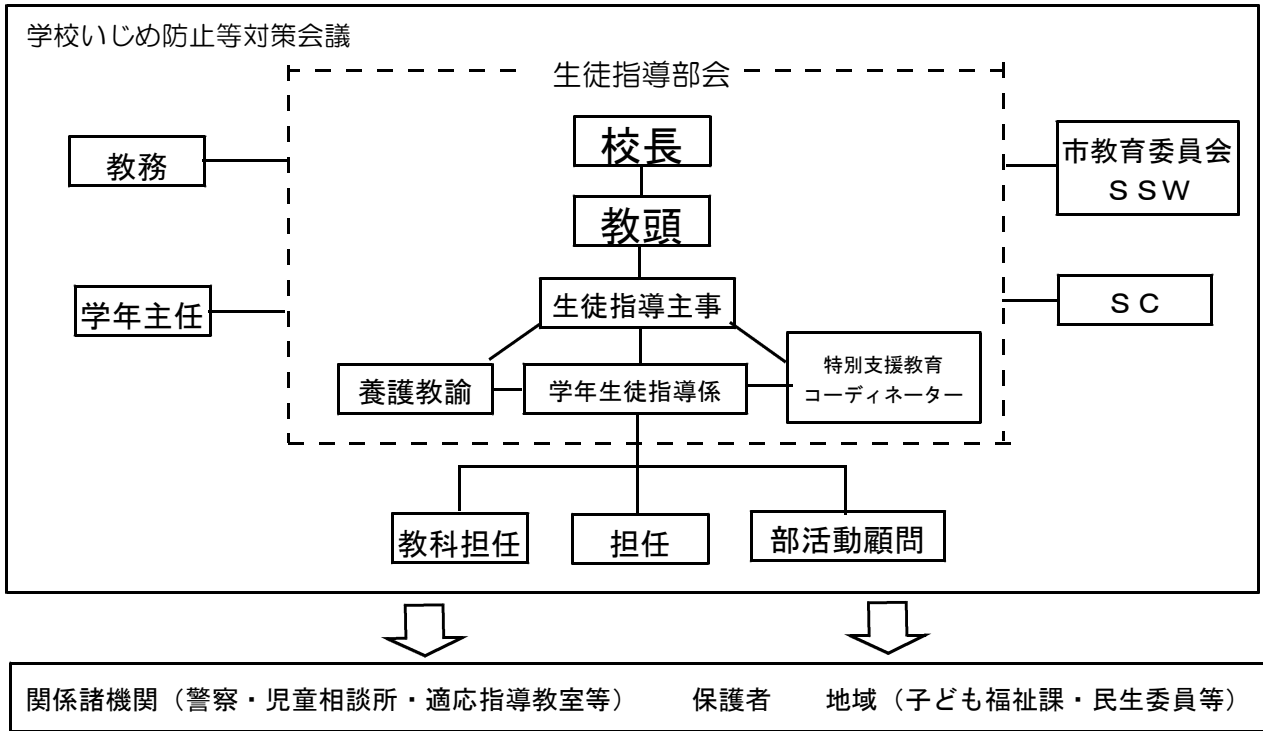 学校いじめ防止等対策会議
生徒指導部会
校長
教務
市教育委員会
ＳＳＷ
教頭
学年主任
生徒指導主事
ＳＣ
養護教諭
学年生徒指導係
特別支援教育
コーディネーター
教科担任
担任
部活動顧問
関係諸機関（警察・児童相談所・適応指導教室等）　保護者　地域（子ども福祉課・民生委員等）